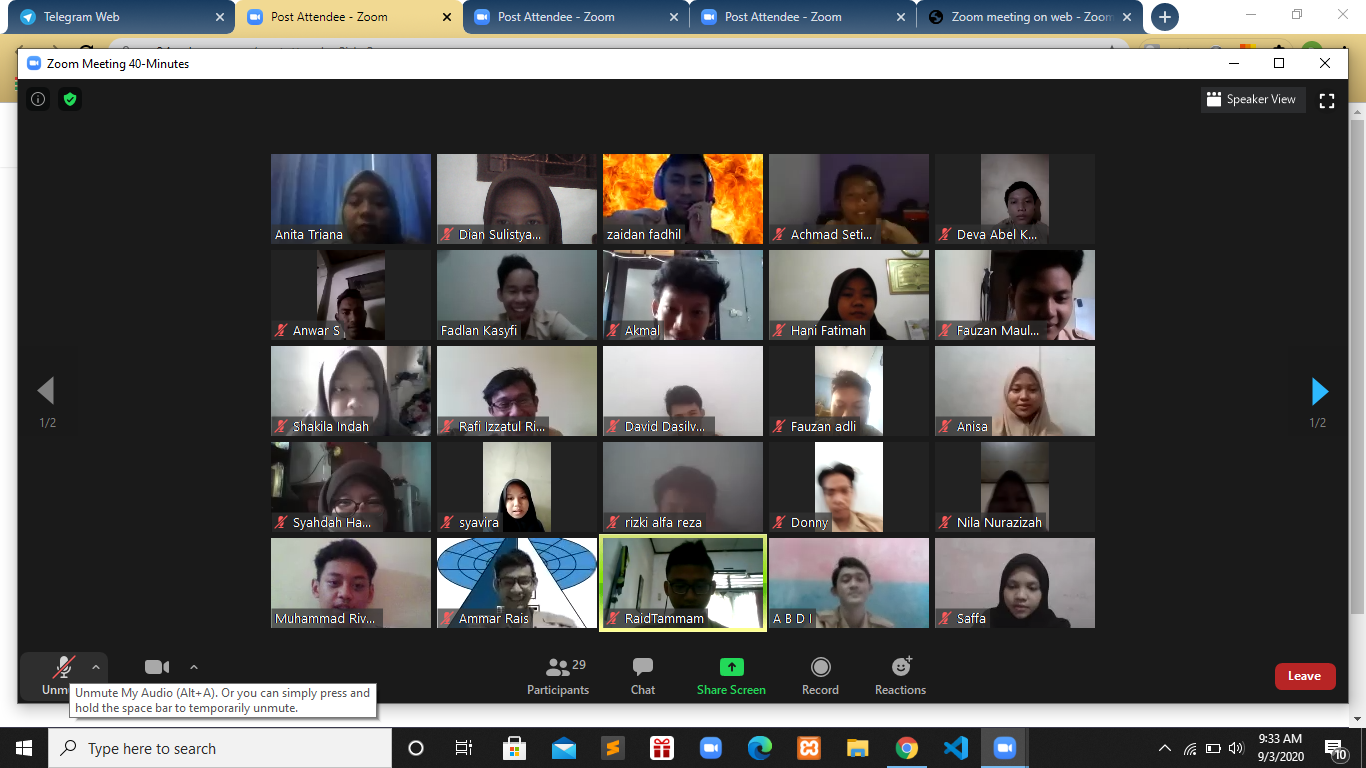 Telegram Web
Post Attendee - Zoom
Post Attendee - Zoom
Post Attendee - Zoom
Zoom meeting on web - Zoom
Zoom Meeting 40-Minutes
Speaker View
Anita Triana
Dian Sulistya...
zaidan fadhil
Achmad Seti...
Deva Abel K...
Anwar S
Fadlan Kasyfi
Akmal
Hani Fatimah
Fauzan Maul...
Shakila Indah
Rafi Izzatul Ri...
David Dasilv...
Fauzan adli
Anisa
1/2
1/2
Syahdah Ha...
syavira
rizki alfa reza
Donny
Nila Nurazizah
Muhammad Riv...
Ammar Rais
RaidTammam
A B D I
Saffa
29
Participants
Chat
Share Screen
Record
Reactions
Leave
Unmute My Audio (Alt+A). Or you can simply press and
hold the space bar to temporarily unmute.
Type here to search
9:33 AM
9/3/2020
10